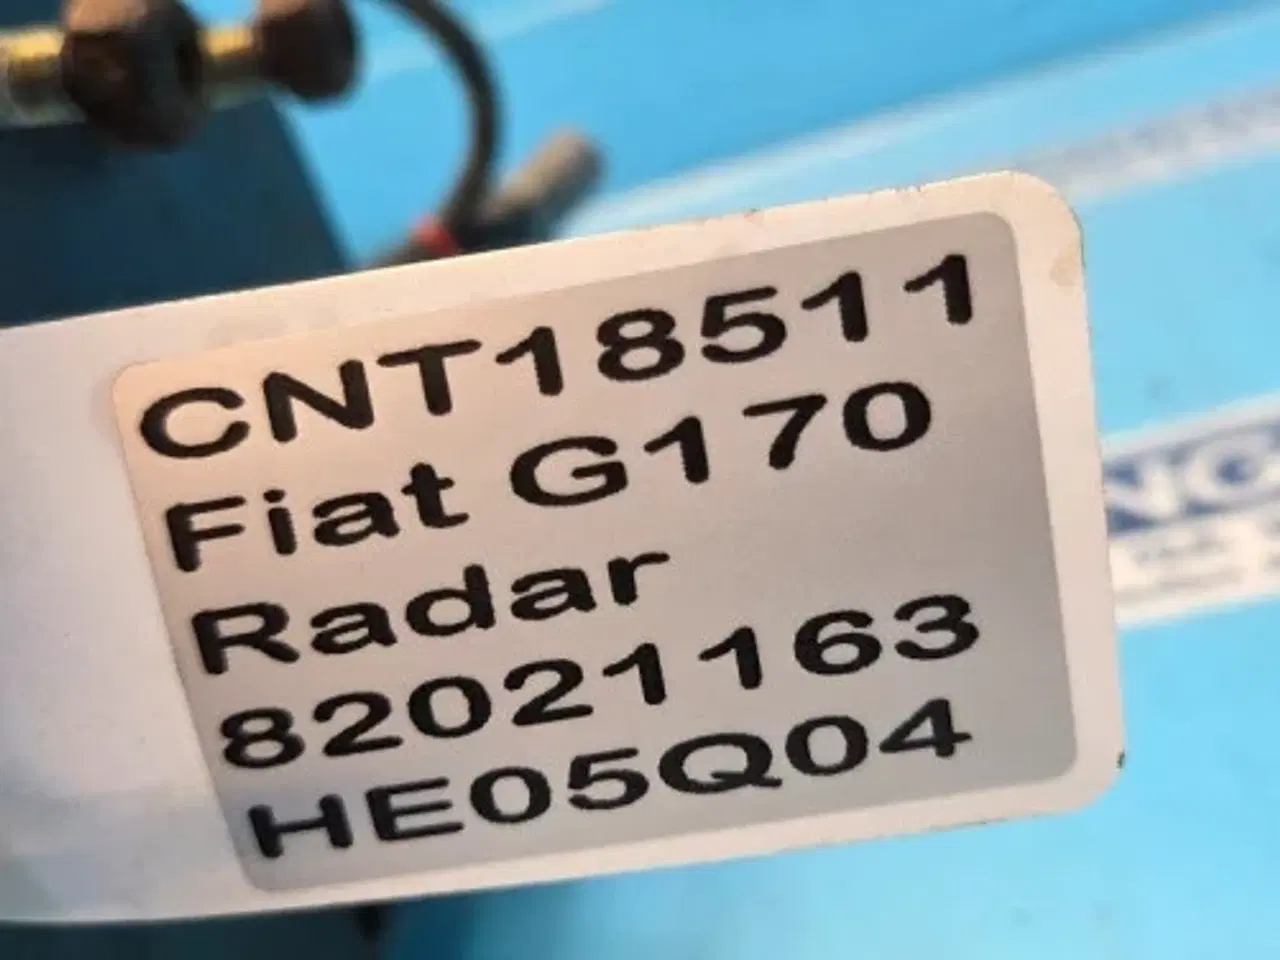 CNT18511
Fiat G170
Radar
82021163
HE05Q04